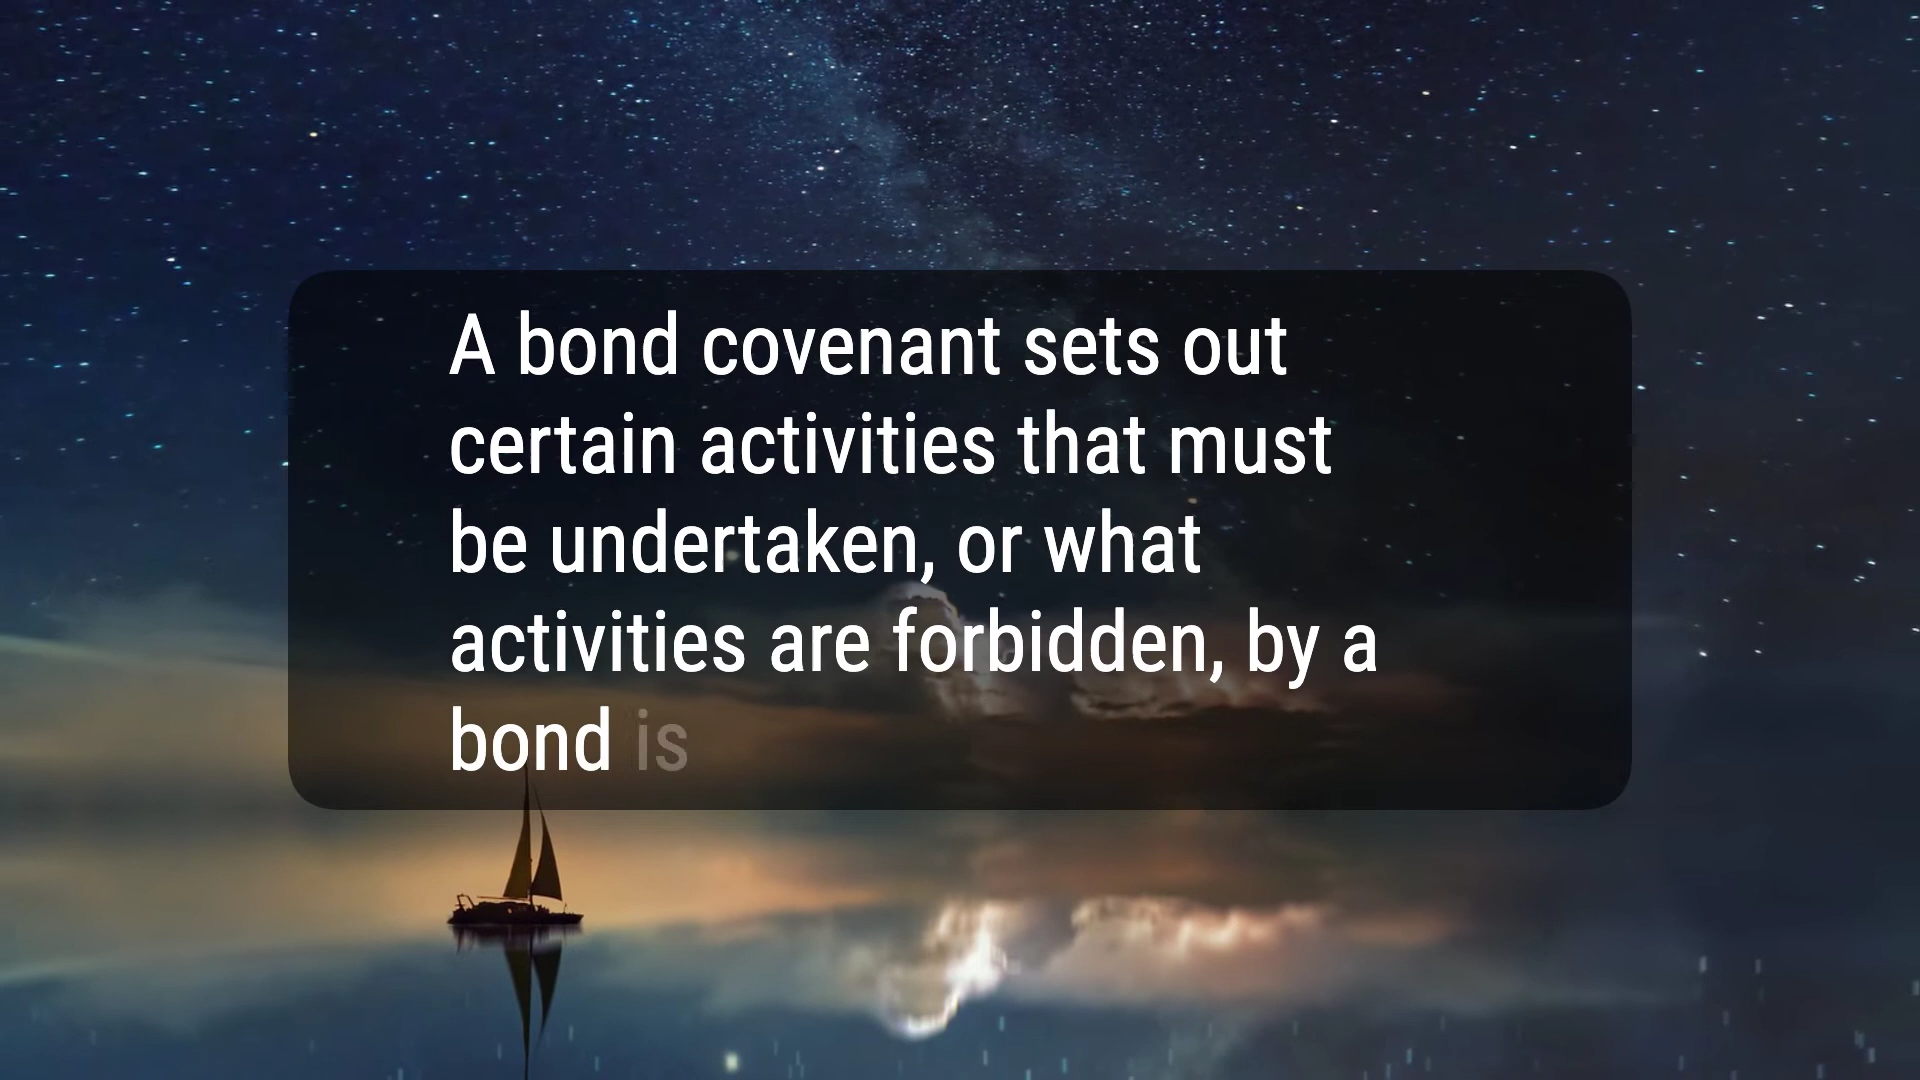 A bond covenant sets out
certain activities that must
be undertaken, or what
activities are forbidden, by a
bond is